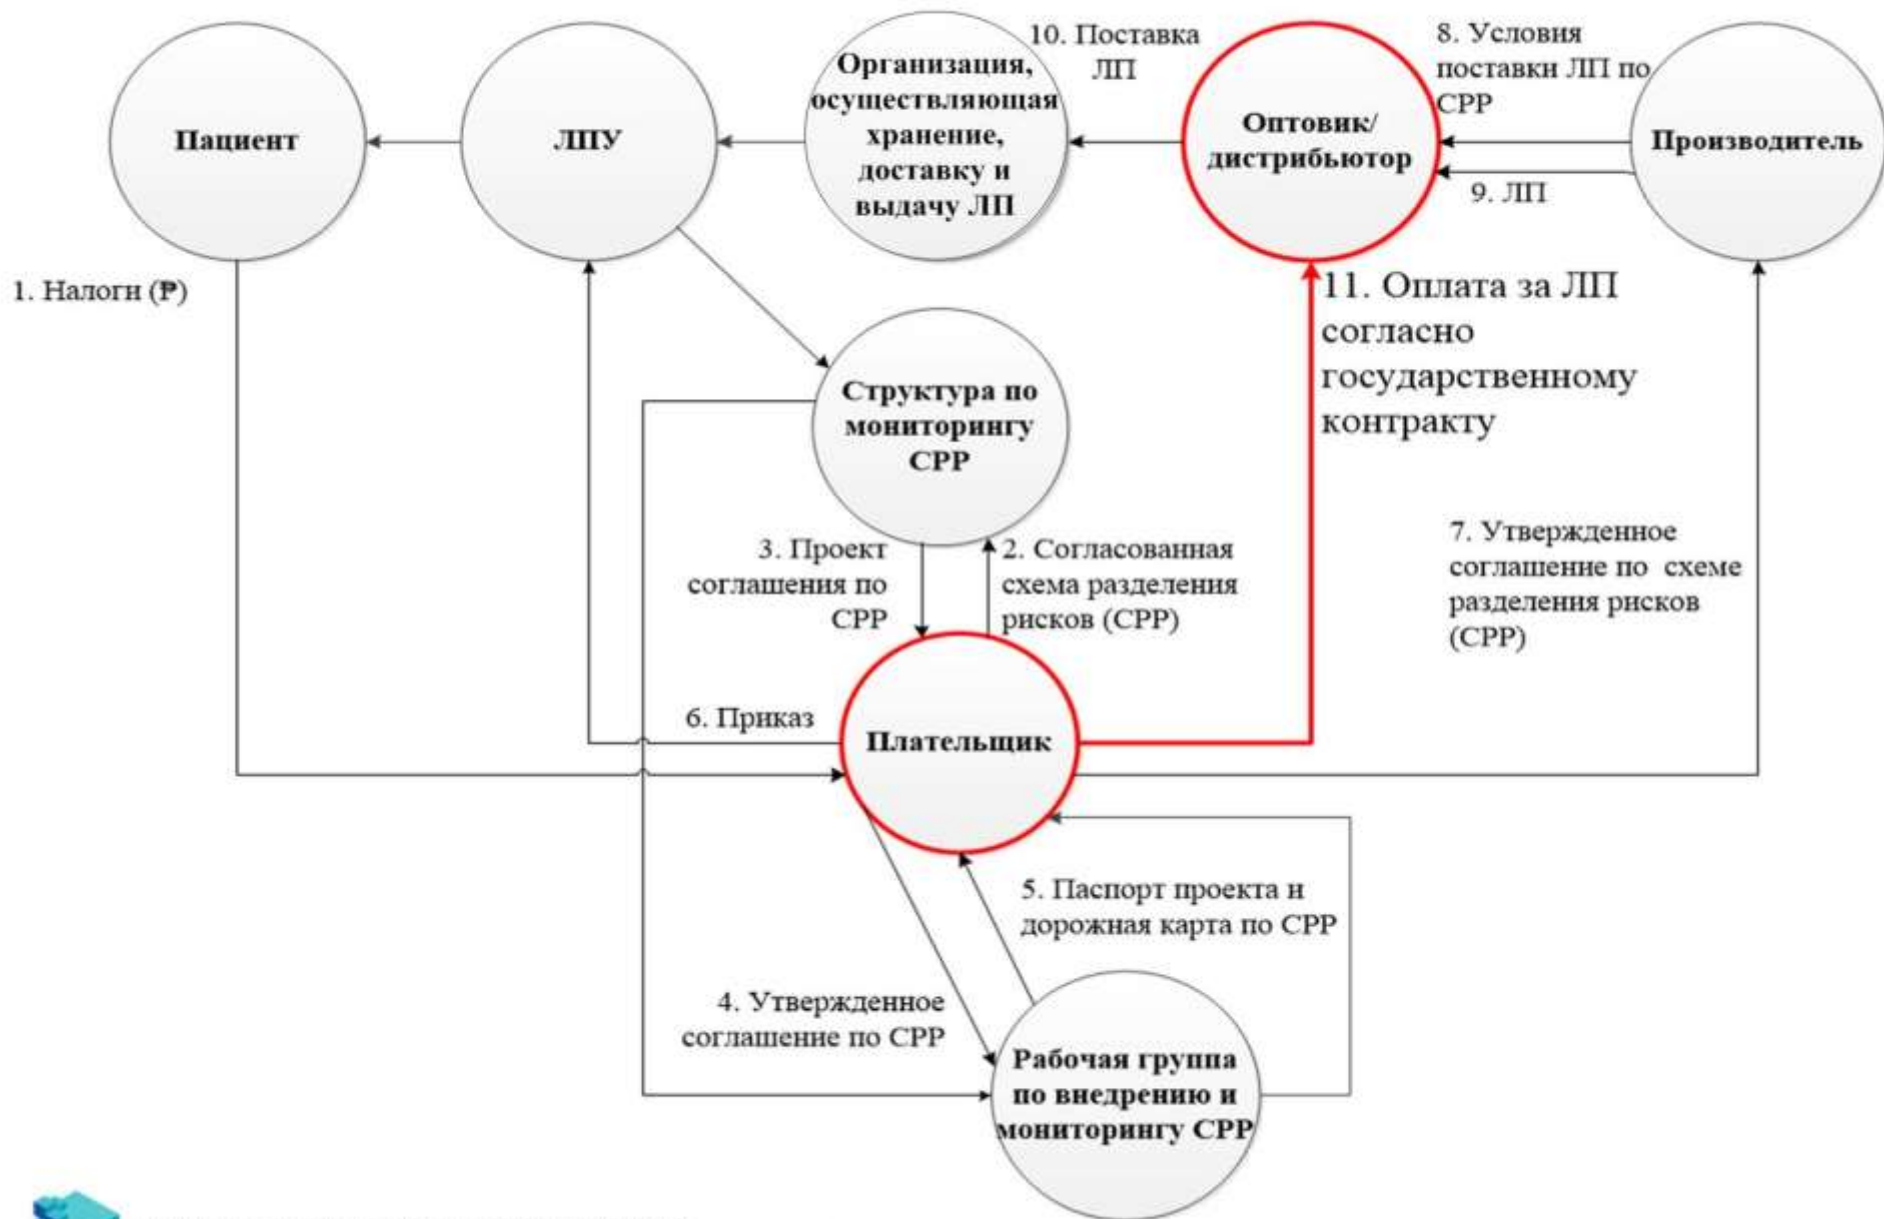 Пациент
ЛПУ
Организация,
осуществляющая
хранение,
доставку и
выдачу ЛП
10. Поставка
ЛП
Оптовик/
дистрибьютор
8. Условия
поставки ЛП по
СРР
9. ЛП
Производитель
1. Налоги (₽)
11. Оплата за ЛП
согласно
государственному
контракту
Структура по
мониторингу
СРР
3. Проект
соглашения по
СРР
2. Согласованная
схема разделения
рисков (СРР)
7. Утвержденное
соглашение по схеме
разделения рисков
(СРР)
6. Приказ
Плательщик
5. Паспорт проекта и
дорожная карта по СРР
4. Утвержденное
соглашение по СРР
Рабочая группа
по внедрению и
мониторингу СРР